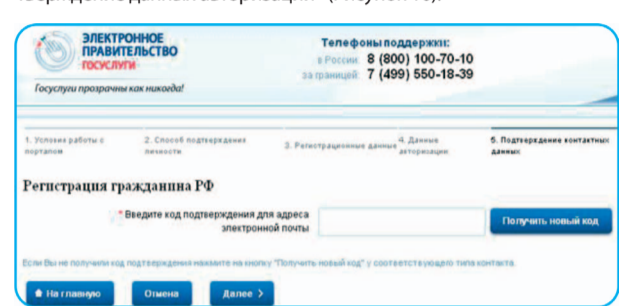 ЭЛЕКТРОННОЕ
ПРАВИТЕЛЬСТВО
ГОСУСЛУГИ
Госуслуги прозрачны как никогда!
Телефоны поддержки:
в России: 8 (800) 100-70-10
за границей: 7 (499) 550-18-39
1. Условия работы с порталом
2. Способ подтверждения личности
3. Регистрационные данные
4. Данные авторизации
5. Подтверждение контактных данных
Регистрация гражданина РФ
* Введите код подтверждения для адреса
электронной почты
Получить новый код
Если Вы не получили код подтверждения нажмите на кнопку "Получить новый код" у соответствующего типа контакта.
На главную
Отмена
Далее >